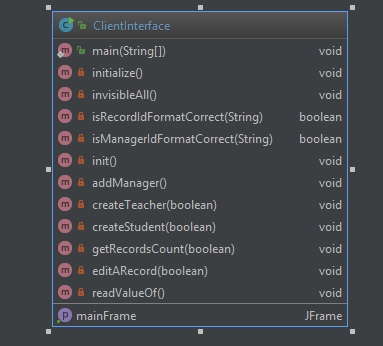 ClientInterface
main(String[]) void
initialize() void
invisibleAll() void
isRecordIdFormatCorrect(String) boolean
isManagerIdFormatCorrect(String) boolean
init() void
addManager() void
createTeacher(boolean) void
createStudent(boolean) void
getRecordsCount(boolean) void
editARecord(boolean) void
readValueOf() void
mainFrame JFrame